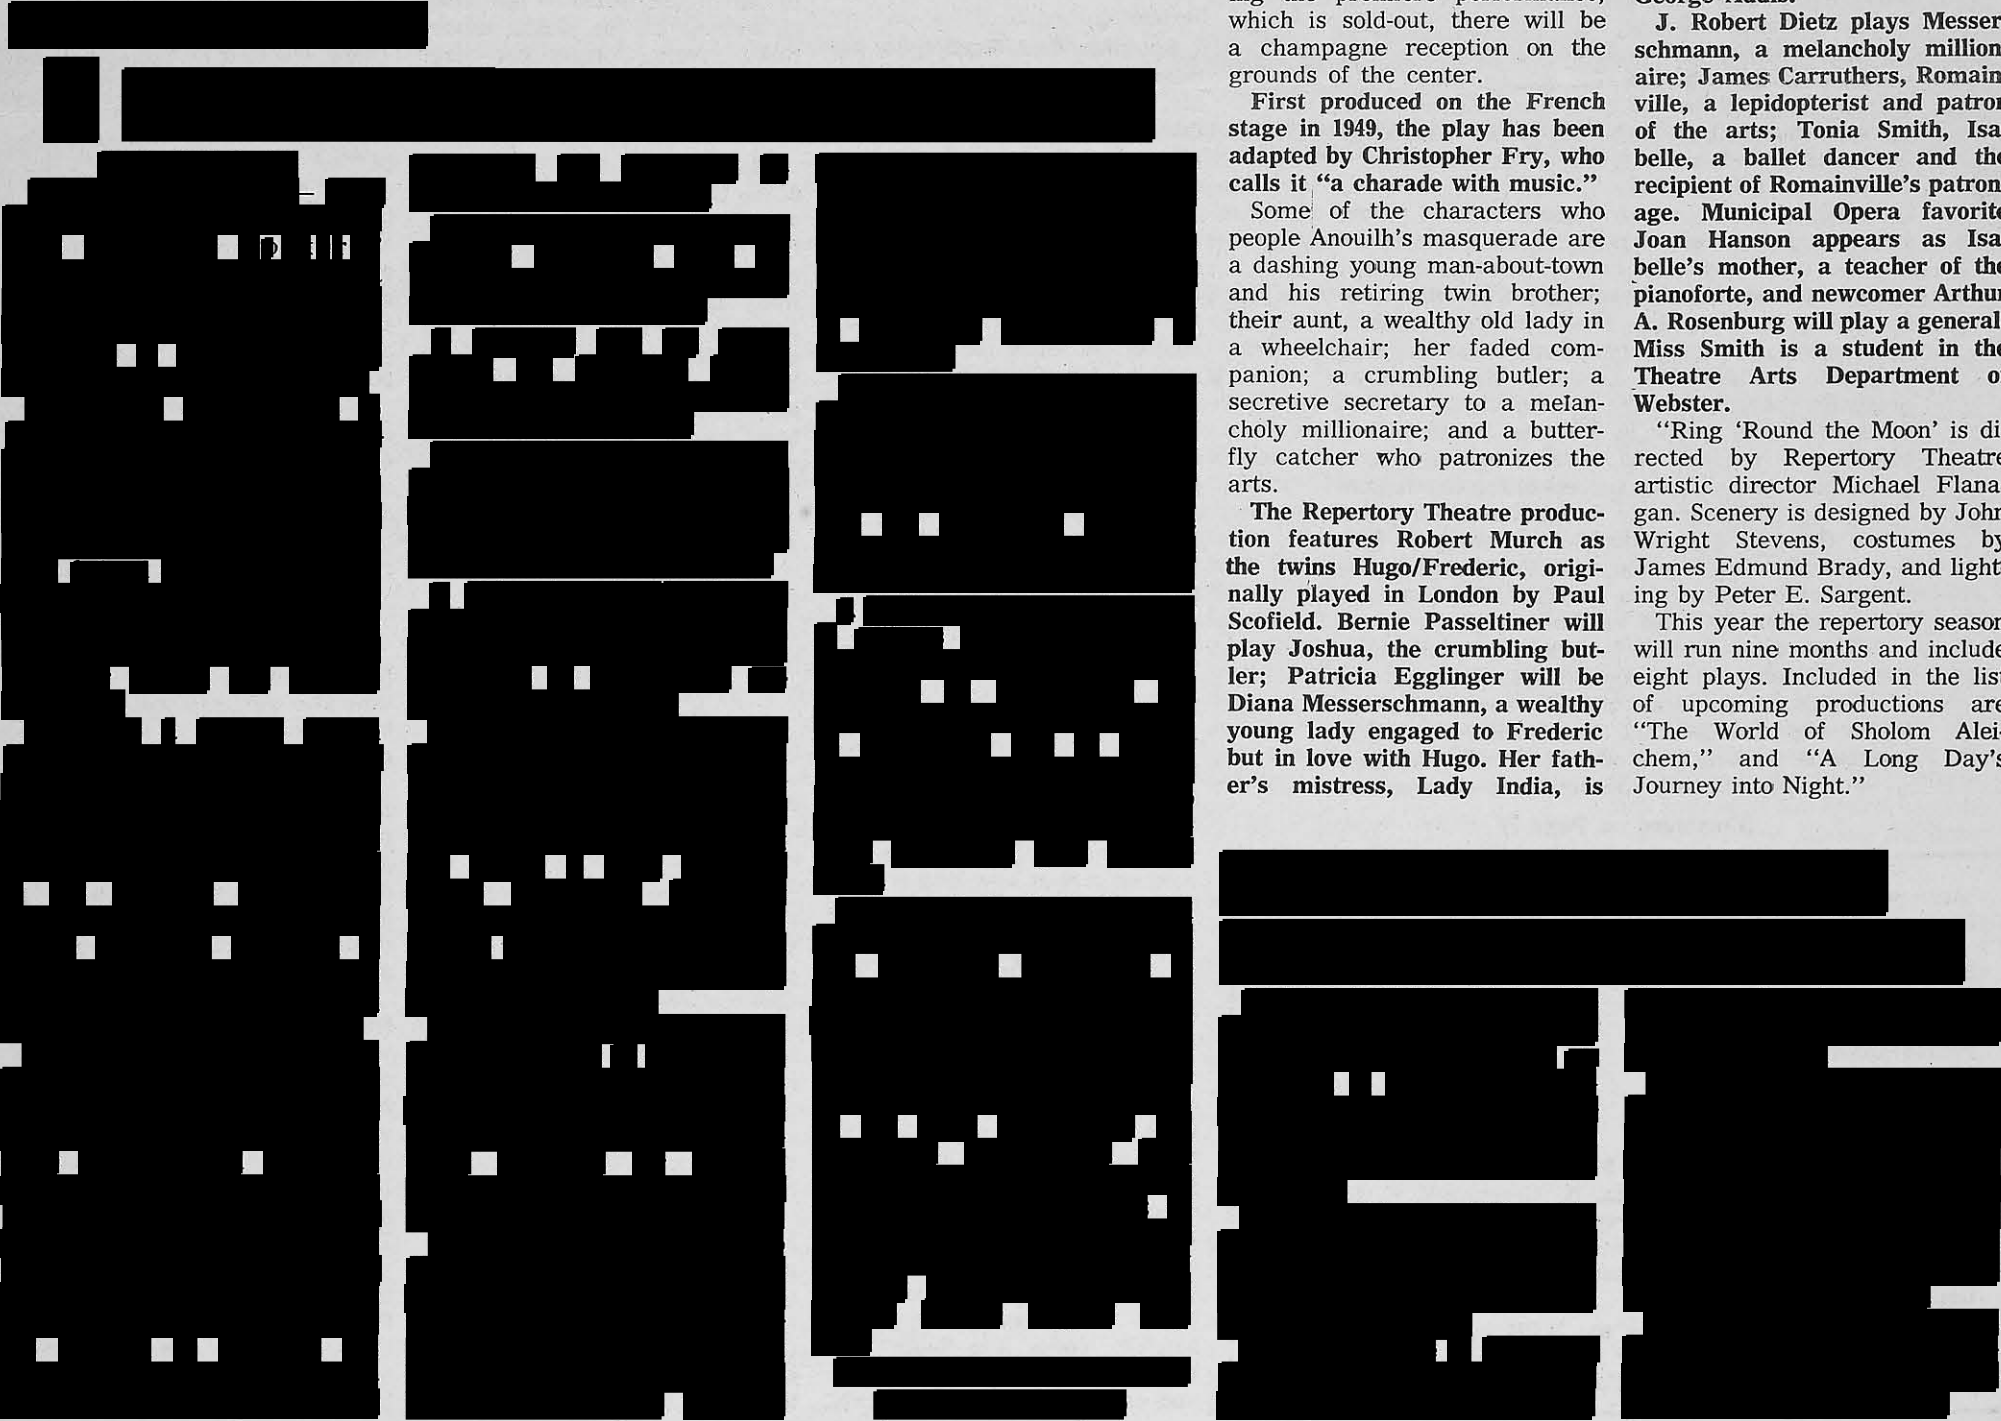 which is sold-out, there will be
a champagne reception on the
grounds of the center.
First produced on the French
stage in 1949, the play has been
adapted by Christopher Fry, who
calls it “a charade with music.”
Some of the characters who
people Anouilh's masquerade are
a dashing young man-about-town
and his retiring twin brother;
their aunt, a wealthy old lady in
a wheelchair; her faded com-
panion; a crumbling butler; a
secretive secretary to a melan-
choly millionaire; and a butter-
fly catcher who patronizes the
arts.
The Repertory Theatre produc-
tion features Robert Murch as
the twins Hugo/Frederic, origi-
nally played in London by Paul
Scofield. Bernie Passeltiner will
play Joshua, the crumbling but-
ler; Patricia Egglinger will be
Diana Messerschmann, a wealthy
young lady engaged to Frederic
but in love with Hugo. Her fath-
er's mistress, Lady India, is
J. Robert Dietz plays Messer
schmann, a melancholy million
aire; James Carruthers, Romain
ville, a lepidopterist and patron
of the arts; Tonia Smith, Isa
belle, a ballet dancer and the
recipient of Romainville's patron
age. Municipal Opera favorite
Joan Hanson appears as Isa
belle's mother, a teacher of the
pianoforte, and newcomer Arthur
A. Rosenburg will play a general
Miss Smith is a student in the
Theatre Arts Department o
Webster.
“Ring ‘Round the Moon’ is di
rected by Repertory Theatre
artistic director Michael Flana
gan. Scenery is designed by John
Wright Stevens, costumes by
James Edmund Brady, and light
ing by Peter E. Sargent.
This year the repertory season
will run nine months and include
eight plays. Included in the list
of upcoming productions are
“The World of Sholom Alei-
chem,” and “A Long Day's
Journey into Night.”